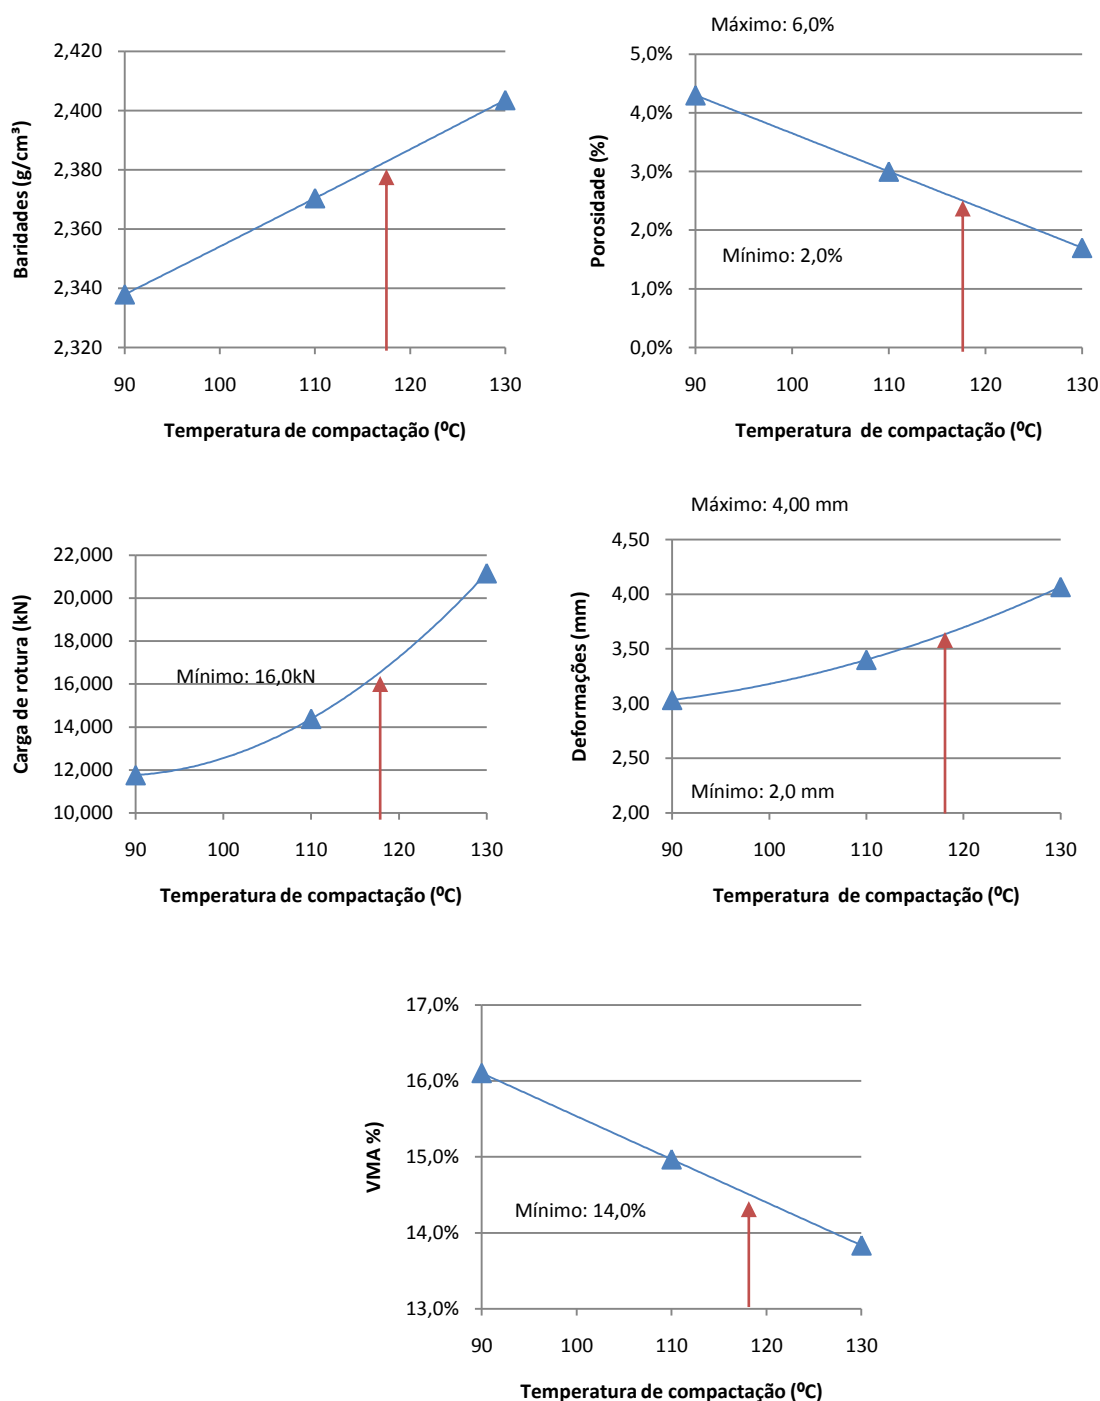 Máximo: 6,0%
2,420
2,400
2,380
2,360
2,340
2,320
Baridades (g/cm³)
90 100 110 120 130
Temperatura de compactação (⁰C)
5,0%
4,0%
3,0%
2,0%
1,0%
0,0%
Porosidade (%)
Mínimo: 2,0%
90 100 110 120 130
Temperatura de compactação (⁰C)
22,000
20,000
18,000
16,000
14,000
12,000
10,000
Carga de rotura (kN)
Mínimo: 16,0kN
90 100 110 120 130
Temperatura de compactação (⁰C)
Máximo: 4,00 mm
4,50
4,00
3,50
3,00
2,50
2,00
Deformações (mm)
Mínimo: 2,0 mm
90 100 110 120 130
Temperatura de compactação (⁰C)
17,0%
16,0%
15,0%
14,0%
13,0%
VMA %)
Mínimo: 14,0%
90 100 110 120 130
Temperatura de compactação (⁰C)